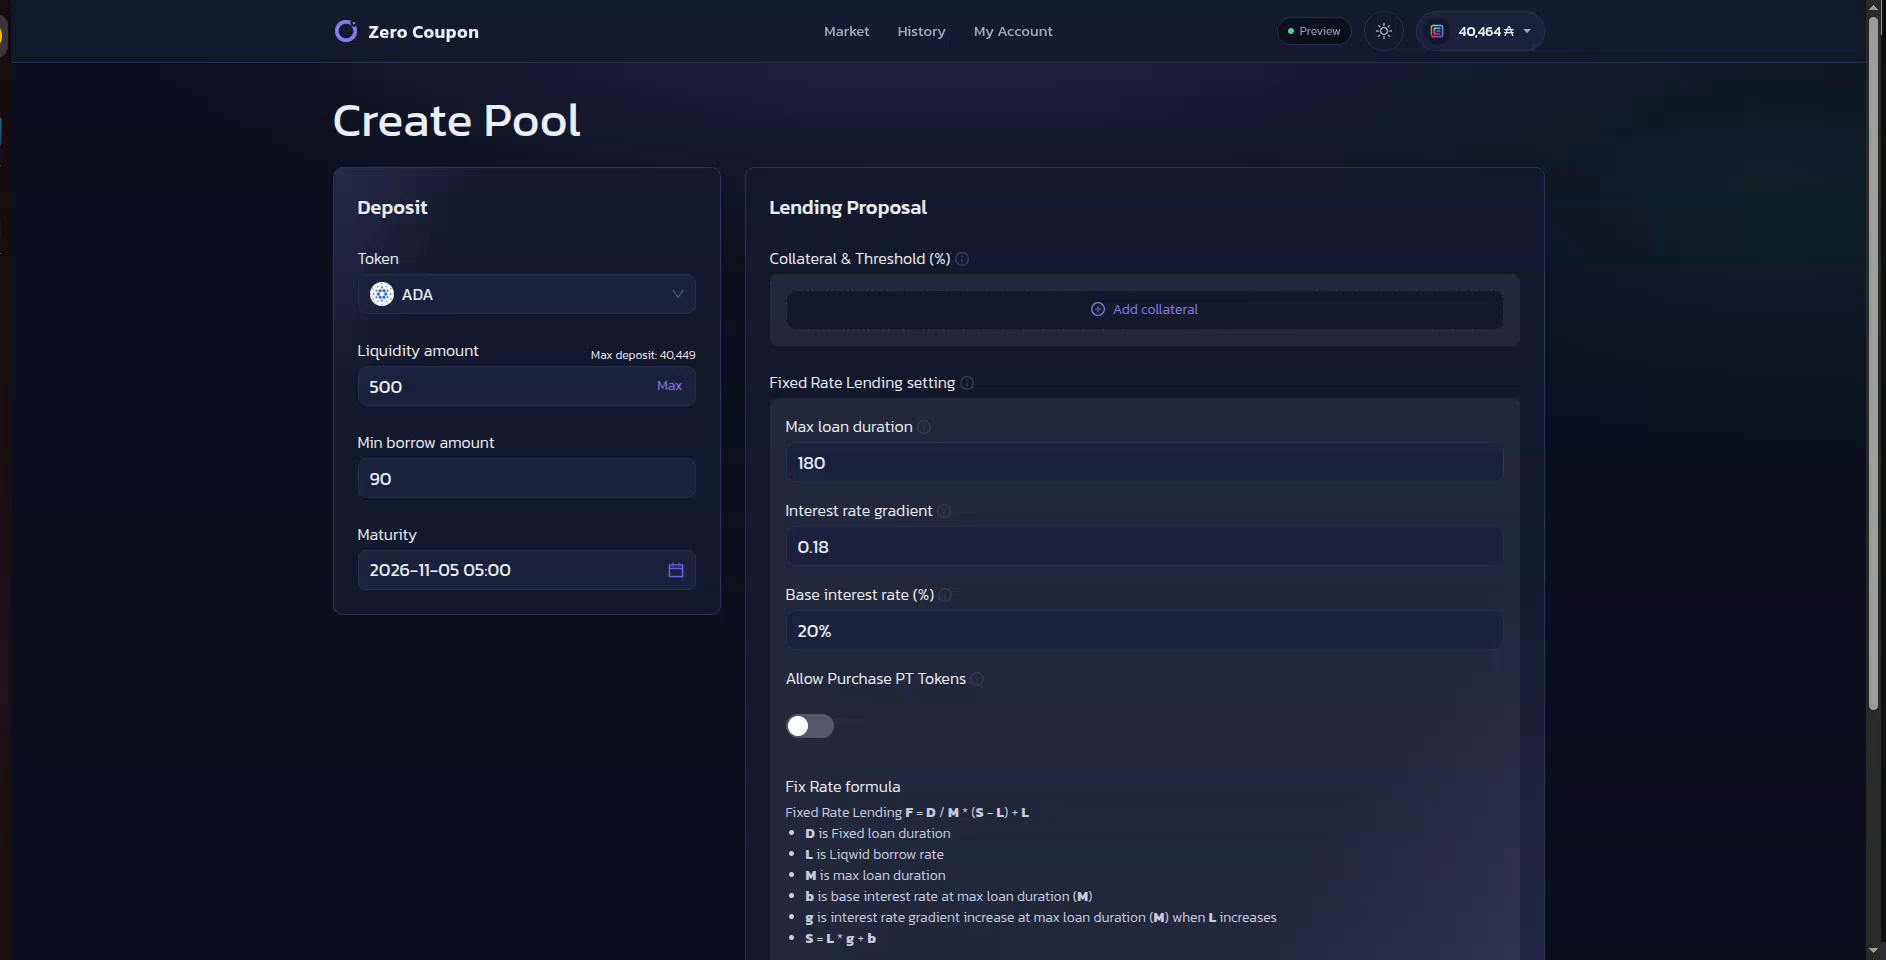 Zero Coupon
Market
History
My Account
Preview
40,464 ₳
Create Pool
Deposit
Token
ADA
Liquidity amount
Max deposit: 40,449
500
Max
Min borrow amount
90
Maturity
2026-11-05 05:00
Lending Proposal
Collateral & Threshold (%)
Add collateral
Fixed Rate Lending setting
Max loan duration
180
Interest rate gradient
0.18
Base interest rate (%)
20%
Allow Purchase PT Tokens
Fix Rate formula
Fixed Rate Lending F = D / M * (S - L) + L
• D is Fixed loan duration
• L is Liqwid borrow rate
• M is max loan duration
• b is base interest rate at max loan duration (M)
• g is interest rate gradient increase at max loan duration (M) when L increases
• S = L * g + b